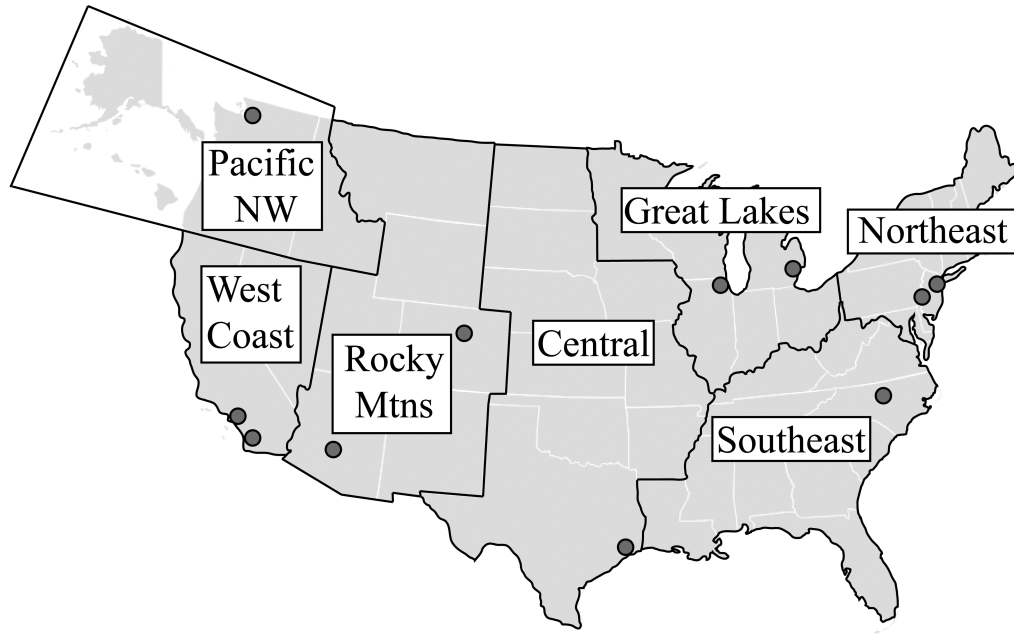 Pacific
NW
Great Lakes
Northeast
West
Coast
Rocky
Mtns
Central
Southeast